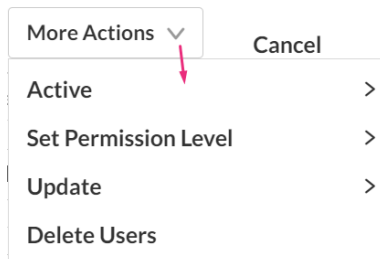 More Actions
Cancel
Active
Set Permission Level
Update
Delete Users